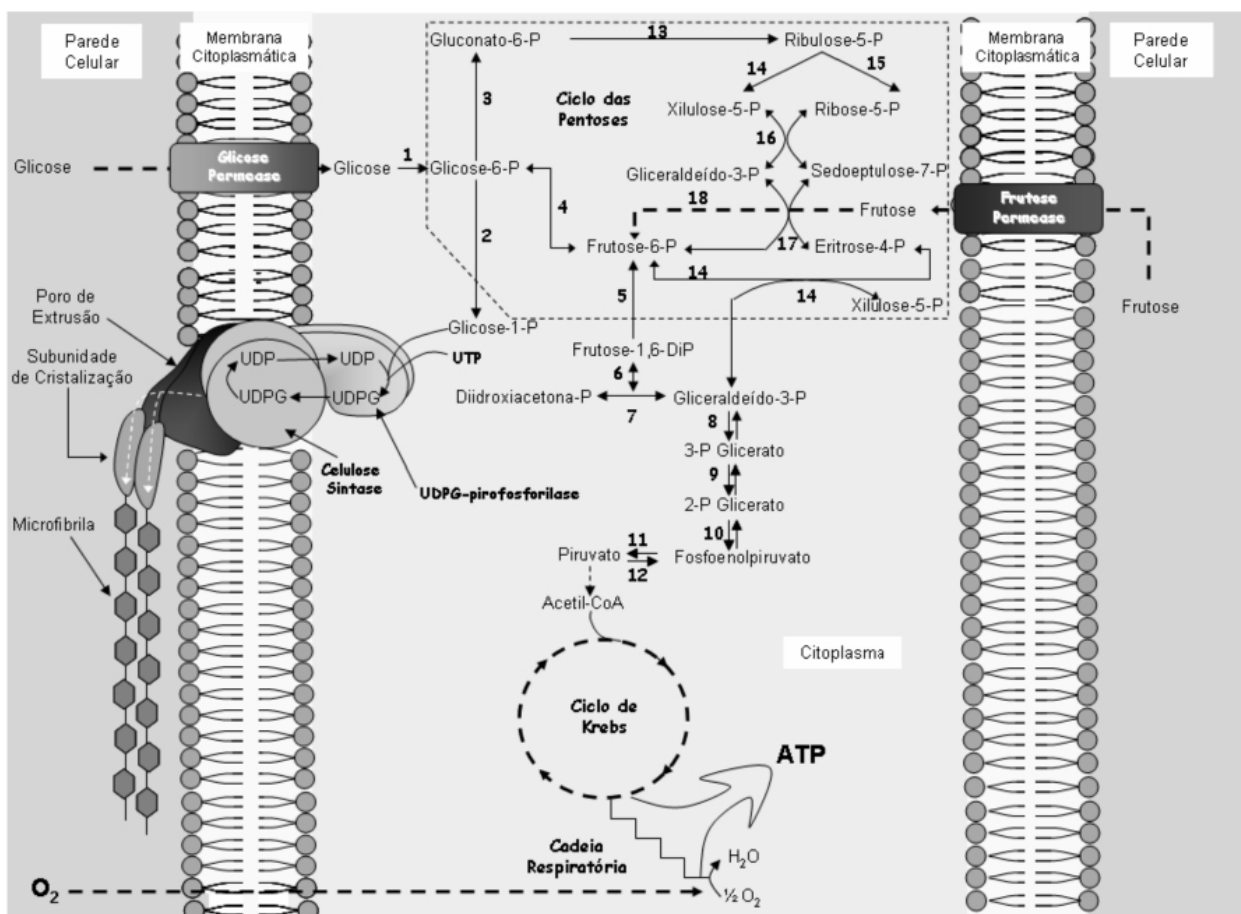 Parede
Celular
Membrana
Citoplasmática
Gluconato-6-P
13
Ribulose-5-P
Membrana
Citoplasmática
Parede
Celular
14
15
3
Ciclo das
Pentoses
Xilulose-5-P
Ribose-5-P
16
Glicose
Glicose
Permease
Glicose
1
Glicose-6-P
Gliceraldeído-3-P
Sedoeptulose-7-P
4
18
Frutose
Frutose
Permease
2
Frutose-6-P
17
Eritrose-4-P
14
5
14
Xilulose-5-P
Frutose
Poro de
Extrusão
Glicose-1-P
Subunidade
de Cristalização
UDP
UDP
UTP
Frutose-1,6-DiP
6
UDPG
UDPG
Diidroxiacetona-P
Gliceraldeído-3-P
7
8
3-P Glicerato
Celulose
Sintase
9
UDPG-pirofosforilase
2-P Glicerato
Microfibrila
10
11
Piruvato
Fosfoenolpiruvato
12
Acetil-CoA
Citoplasma
Ciclo de
Krebs
ATP
Cadeia
Respiratória
H₂O
O₂
½ O₂